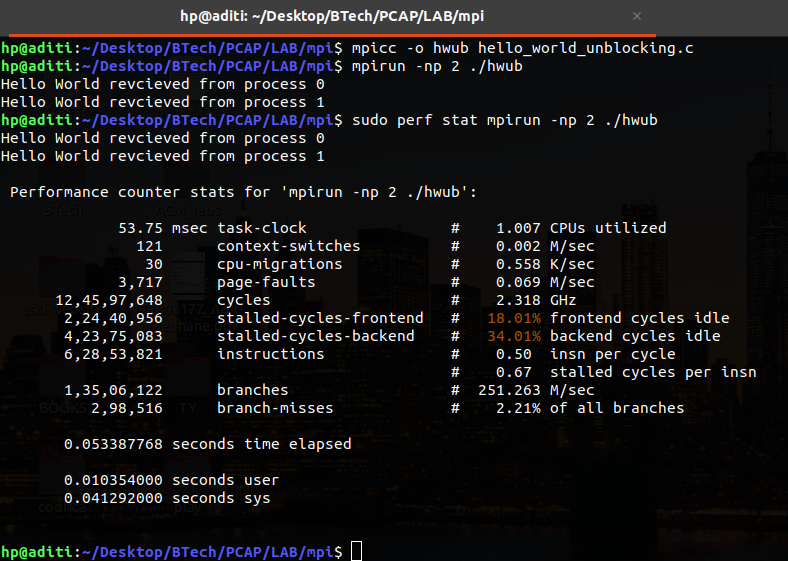 hp@aditi: ~/Desktop/BTech/PCAP/LAB/mpi ×
hp@aditi:~/Desktop/BTech/PCAP/LAB/mpi$ mpicc -o hwub hello_world_unblocking.c
hp@aditi:~/Desktop/BTech/PCAP/LAB/mpi$ mpirun -np 2 ./hwub
Hello World revcieved from process 0
Hello World revcieved from process 1
hp@aditi:~/Desktop/BTech/PCAP/LAB/mpi$ sudo perf stat mpirun -np 2 ./hwub
Hello World revcieved from process 0
Hello World revcieved from process 1
Performance counter stats for 'mpirun -np 2 ./hwub':
53.75 msec task-clock # 1.007 CPUs utilized
121 context-switches # 0.002 M/sec
30 cpu-migrations # 0.558 K/sec
3,717 page-faults # 0.069 M/sec
12,45,97,648 cycles # 2.318 GHz
2,24,40,956 stalled-cycles-frontend # 18.01% frontend cycles idle
4,23,75,083 stalled-cycles-backend # 34.01% backend cycles idle
6,28,53,821 instructions # 0.50 insn per cycle
# 0.67 stalled cycles per insn
1,35,06,122 branches # 251.263 M/sec
2,98,516 branch-misses # 2.21% of all branches
0.053387768 seconds time elapsed
0.010354000 seconds user
0.041292000 seconds sys
hp@aditi:~/Desktop/BTech/PCAP/LAB/mpi$
BTech
BOOKS
TY
play